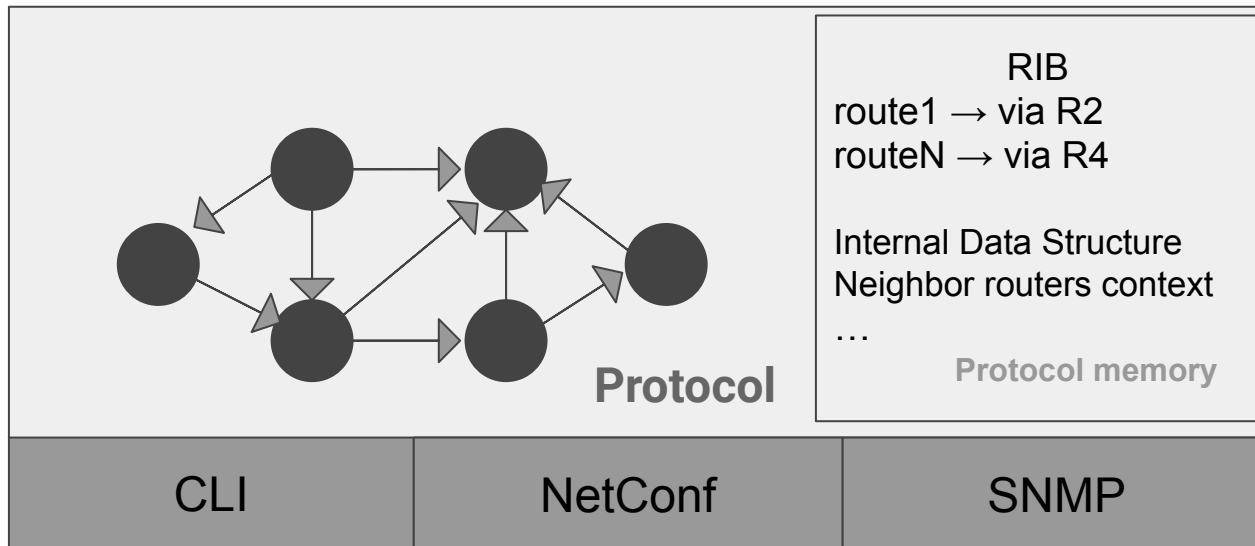 RIB
route1 → via R2
routeN → via R4
Internal Data Structure
Neighbor routers context
…
Protocol memory
Protocol
CLI
NetConf
SNMP